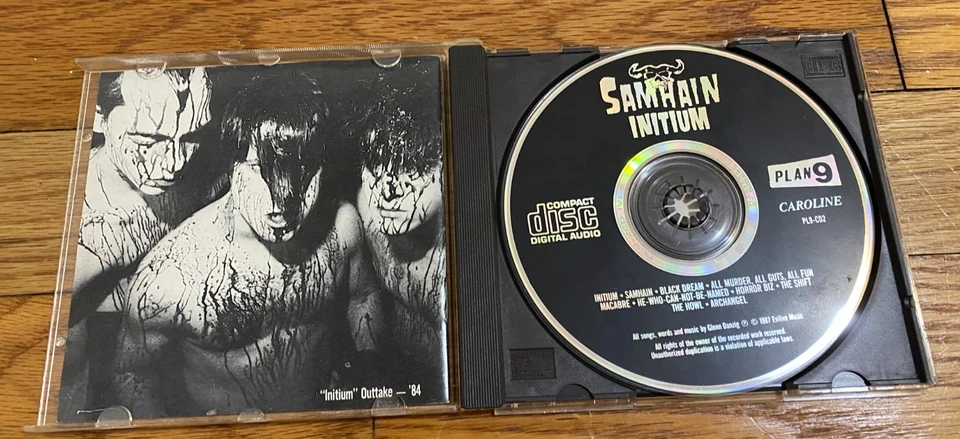 "Initium" Outtake — '84
SAMHAIN
INITIUM
PLAN 9
CAROLINE
PL9-CD2
COMPACT
disc
DIGITAL AUDIO
INITIUM • SAMHAIN • BLACK DREAM • ALL MURDER, ALL GUTS, ALL FUN
MACABRE • HE-WHO-CAN-NOT-BE-NAMED • HORROR BIZ • THE SHIFT
THE HOWL • ARCHANGEL
All songs, words and music by Glenn Danzig ℗ © 1987 Evilive Music
All rights of the owner of the recorded work reserved.
Unauthorized duplication is a violation of applicable laws.